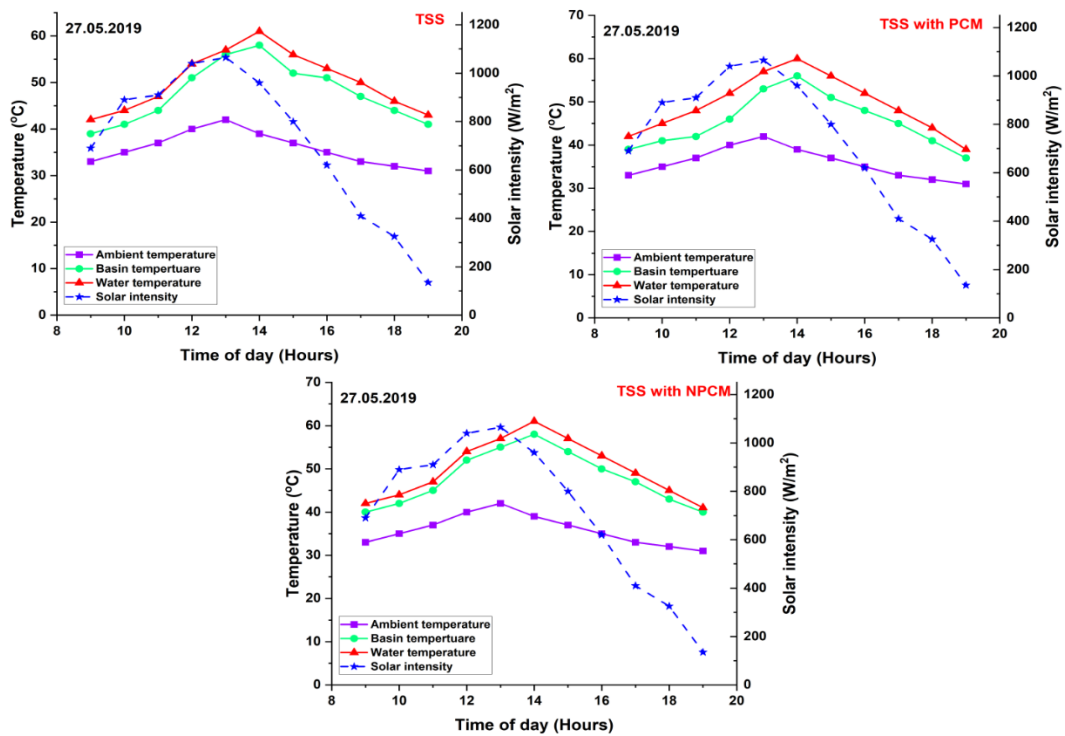 27.05.2019
TSS
Temperature (°C)
60
50
40
30
20
10
0
1200
1000
800
600
400
200
0
Solar intensity (W/m²)
Ambient temperature
Basin tempertuare
Water temperature
Solar intensity
8 10 12 14 16 18 20
Time of day (Hours)
27.05.2019
TSS with PCM
Temperature (°C)
70
60
50
40
30
20
10
0
1200
1000
800
600
400
200
0
Solar intensity (W/m²)
Ambient temperature
Basin tempertuare
Water temperature
Solar intensity
8 10 12 14 16 18 20
Time of day (Hours)
27.05.2019
TSS with NPCM
Temperature (°C)
70
60
50
40
30
20
10
0
1200
1000
800
600
400
200
0
Solar intensity (W/m²)
Ambient temperature
Basin tempertuare
Water temperature
Solar intensity
8 10 12 14 16 18 20
Time of day (Hours)